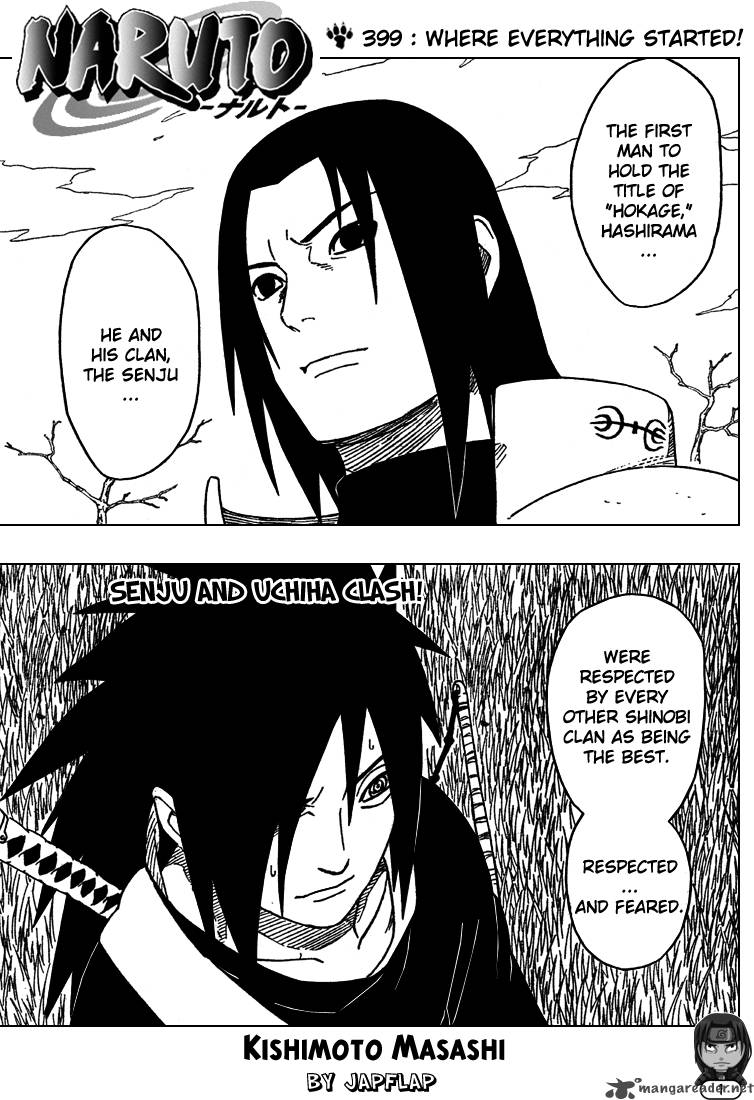 NARUTO
-ナルト-
399 : WHERE EVERYTHING STARTED!
THE FIRST
MAN TO
HOLD THE
TITLE OF
"HOKAGE,"
HASHIRAMA
...
HE AND
HIS CLAN,
THE SENJU
...
SENJU AND UCHIHA CLASH!
WERE
RESPECTED
BY EVERY
OTHER SHINOBI
CLAN AS BEING
THE BEST.
RESPECTED
...
AND FEARED.
KISHIMOTO MASASHI
BY JAPFLAP
1
mangareader.net